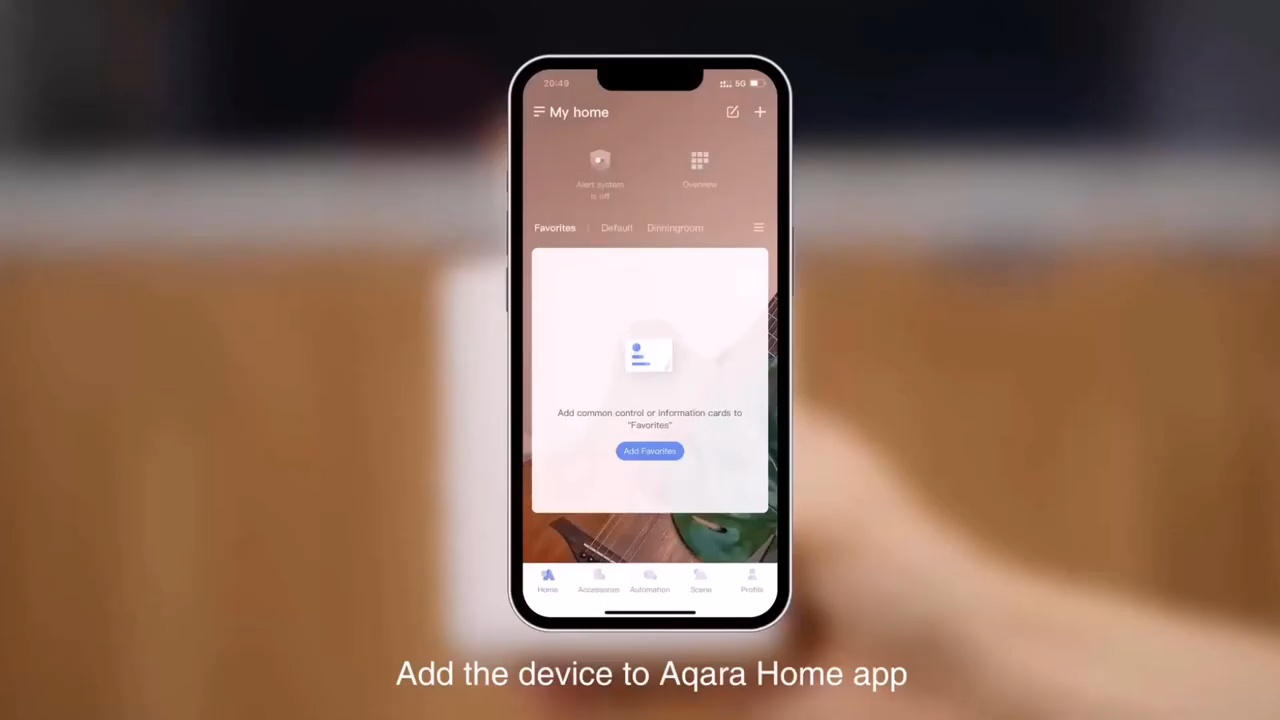 20:49
5G
My home
Alert system
is off
Overview
Favorites
Default
Dinningroom
Add common control or information cards to
"Favorites"
Add Favorites
Home
Accessories
Automation
Scene
Profile
Add the device to Aqara Home app